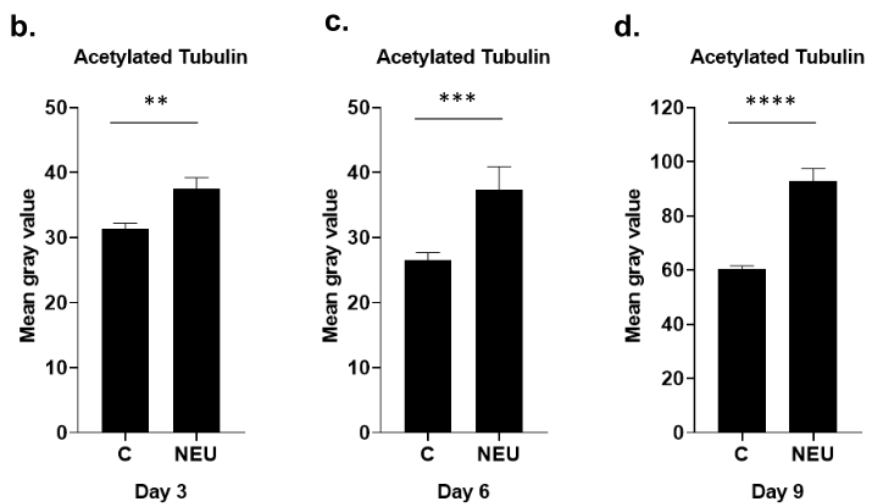 b.
Acetylated Tubulin
**
Mean gray value
50
40
30
20
10
0
C NEU
Day 3
c.
Acetylated Tubulin
***
Mean gray value
50
40
30
20
10
0
C NEU
Day 6
d.
Acetylated Tubulin
****
Mean gray value
120
100
80
60
40
20
0
C NEU
Day 9